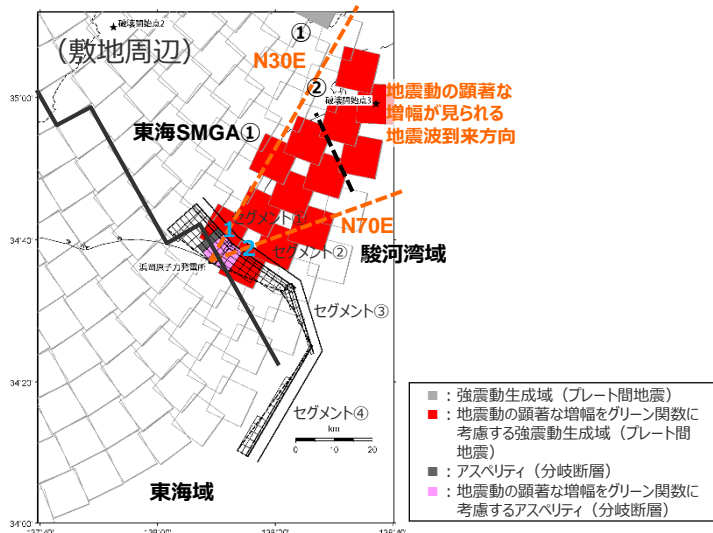 ★破壊開始点2
（敷地周辺）
①
N30E
②
破壊開始点3★
地震動の顕著な
増幅が見られる
地震波到来方向
35°00'
東海SMGA①
N70E
1
セグメント①
34°40'
2
セグメント②
駿河湾域
浜岡原子力発電所
セグメント③
34°20'
セグメント④
km
0 10 20
東海域
34°00'
■：強震動生成域（プレート間地震）
■：地震動の顕著な増幅をグリーン関数に
考慮する強震動生成域（プレート間
地震）
■：アスペリティ（分岐断層）
■：地震動の顕著な増幅をグリーン関数に
考慮するアスペリティ（分岐断層）